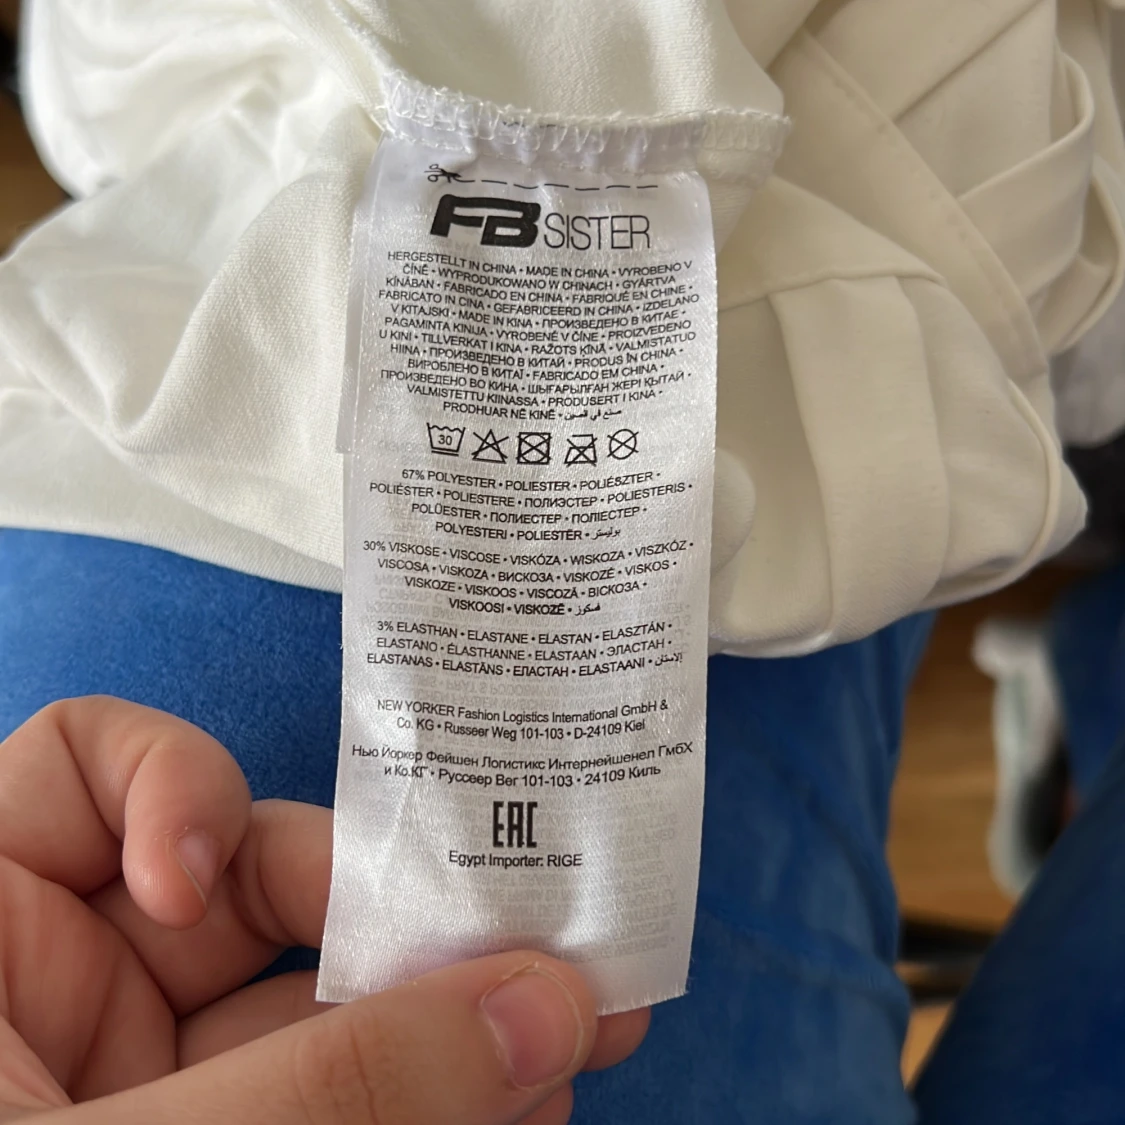 FB SISTER
HERGESTELLT IN CHINA • MADE IN CHINA • VYROBENO V
ČÍNĚ • WYPRODUKOWANO W CHINACH • GYÁRTVA
KÍNÁBAN • FABRICADO EN CHINA • FABRIQUÉ EN CHINE •
FABRICATO IN CINA • GEFABRICEERD IN CHINA • IZDELANO
V KITAJSKI • MADE IN KINA • ПРОИЗВЕДЕНО В КИТАЕ •
PAGAMINTA KINIJA • VYROBENÉ V ČÍNE • PROIZVEDENO
U KINI • TILLVERKAT I KINA • RAŽOTS ĶĪNĀ • VALMISTATUD
HIINA • ПРОИЗВЕДЕНО В КИТАЙ • PRODUS ÎN CHINA •
ВИРОБЛЕНО В КИТАЇ • FABRICADO EM CHINA •
ПРОИЗВЕДЕНО ВО КИНА • ШЫҒАРЫЛҒАН ЖЕРІ ҚЫТАЙ •
VALMISTETTU KIINASSA • PRODUSERT I KINA •
PRODHUAR NË KINË • صنع في الصين
30
67% POLYESTER • POLIESTER • POLIÉSZTER •
POLIÉSTER • POLIESTERE • ПОЛИЭСТЕР • POLIESTERIS •
POLÜESTER • ПОЛИЕСТЕР • ПОЛІЕСТЕР •
POLYESTERI • POLIESTĒR • بوليستر
30% VISKOSE • VISCOSE • VISKÓZA • WISKOZA • VISZKÓZ •
VISCOSA • VISKOZA • ВИСКОЗА • VISKOZĖ • VISKOS •
VISKOZE • VISKOOS • VISCOZĂ • ВІСКОЗА •
VISKOOSI • VISKOZË • فسكوز
3% ELASTHAN • ELASTANE • ELASTAN • ELASZTÁN •
ELASTANO • ÉLASTHANNE • ELASTAAN • ЭЛАСТАН •
ELASTANAS • ELASTĀNS • ЕЛАСТАН • ELASTAANI • الاستان
NEW YORKER Fashion Logistics International GmbH &
Co. KG • Russeer Weg 101-103 • D-24109 Kiel
Нью Йоркер Фейшен Логистикс Интернейшенел ГмбХ
и Ко.КГ • Руссеер Вег 101-103 • 24109 Киль
EAC
Egypt Importer: RIGE